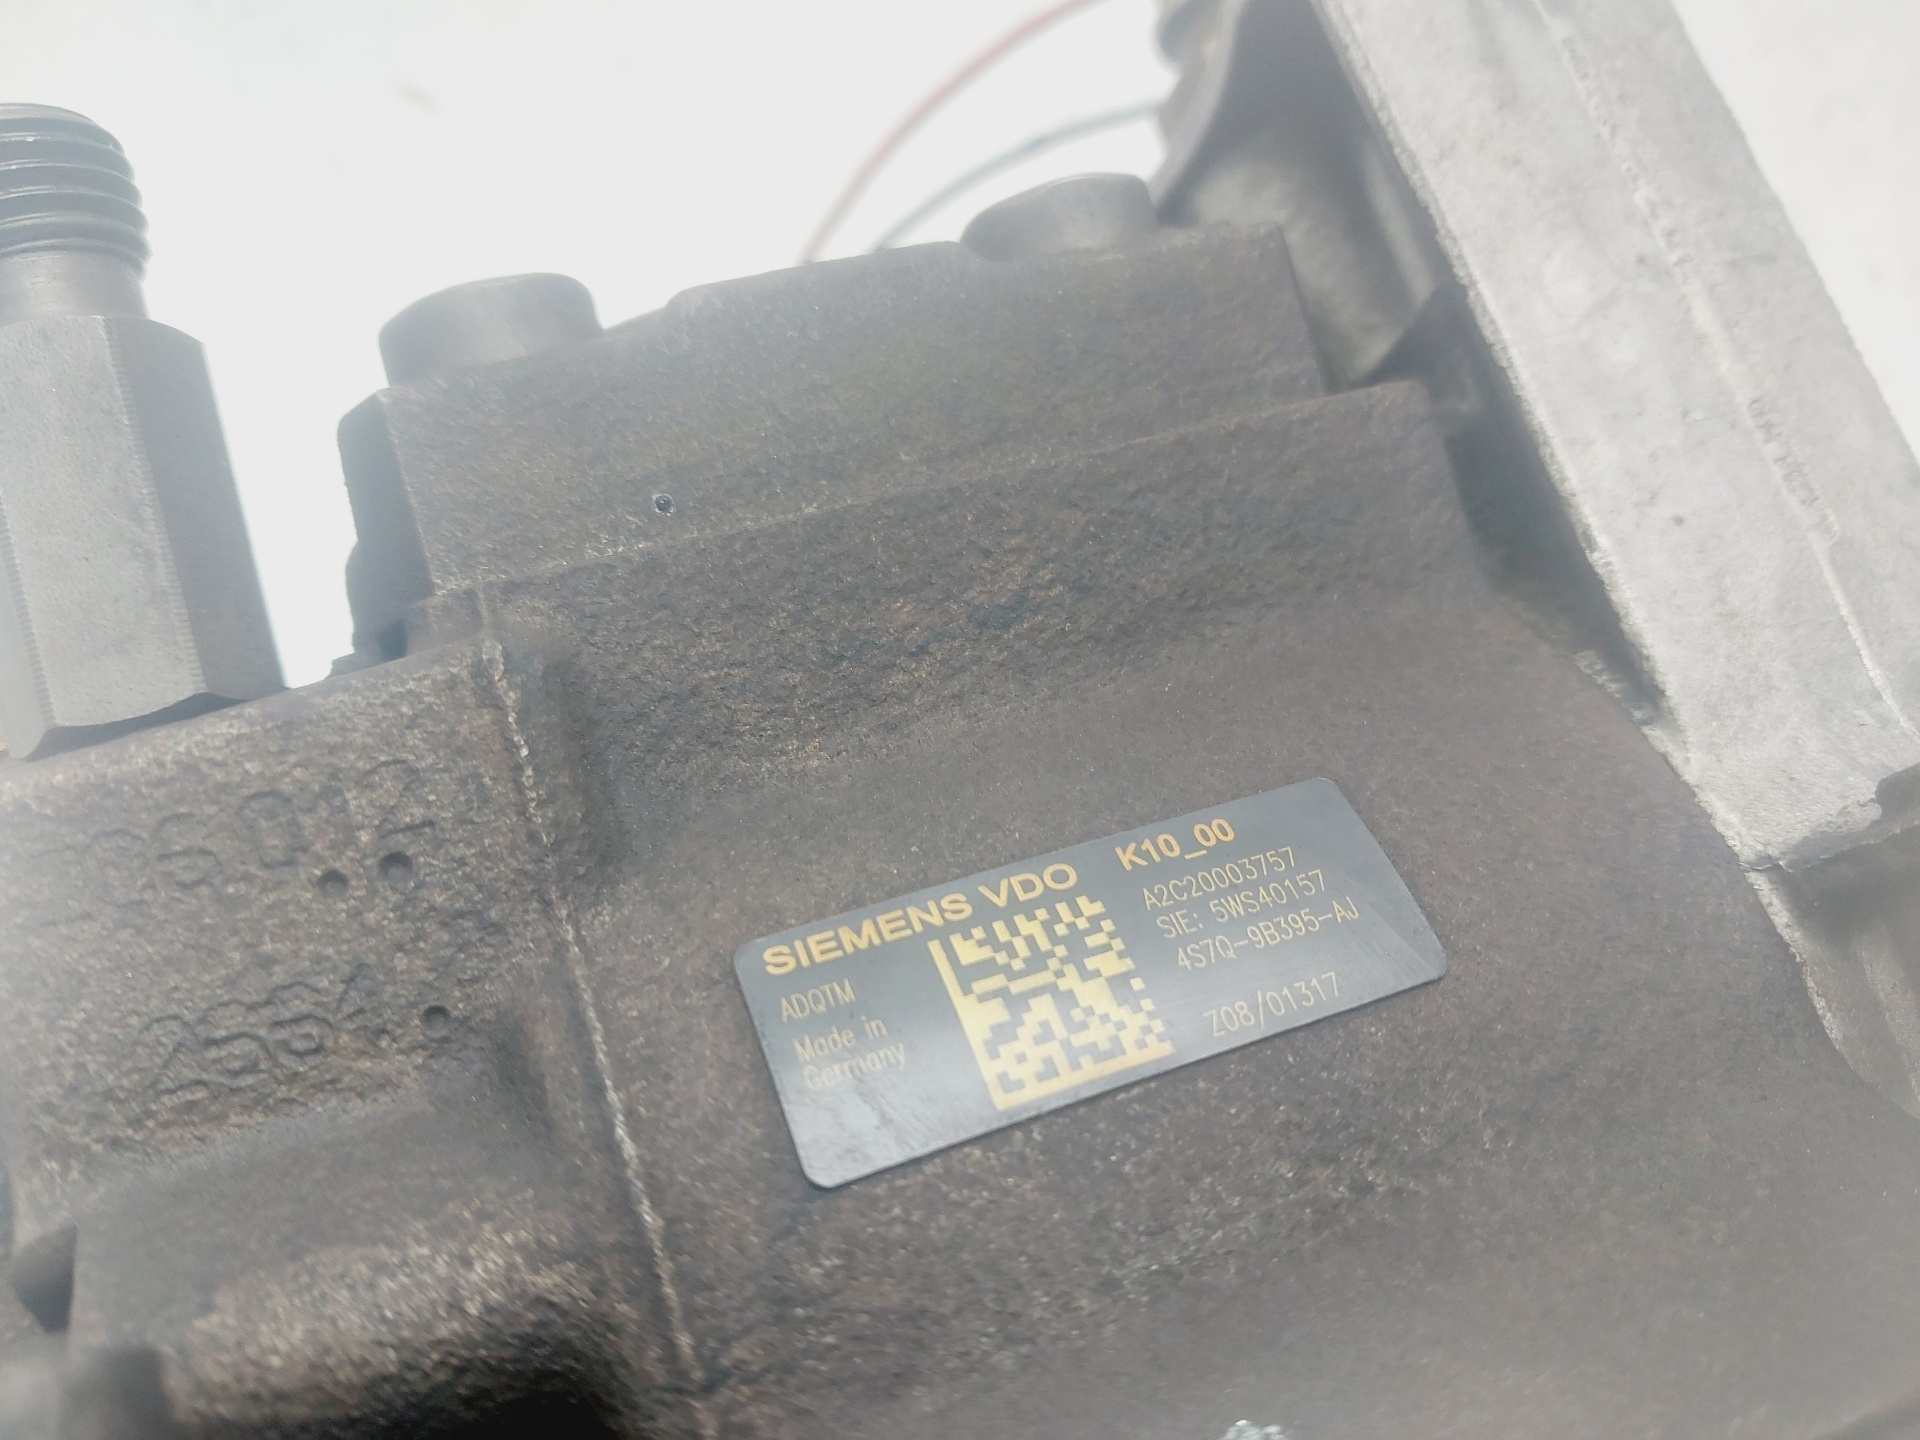 SIEMENS VDO K10_00
A2C20003757
SIE: 5WS40157
4S7Q-9B395-AJ
ADQTM
Made in
Germany
Z08/01317